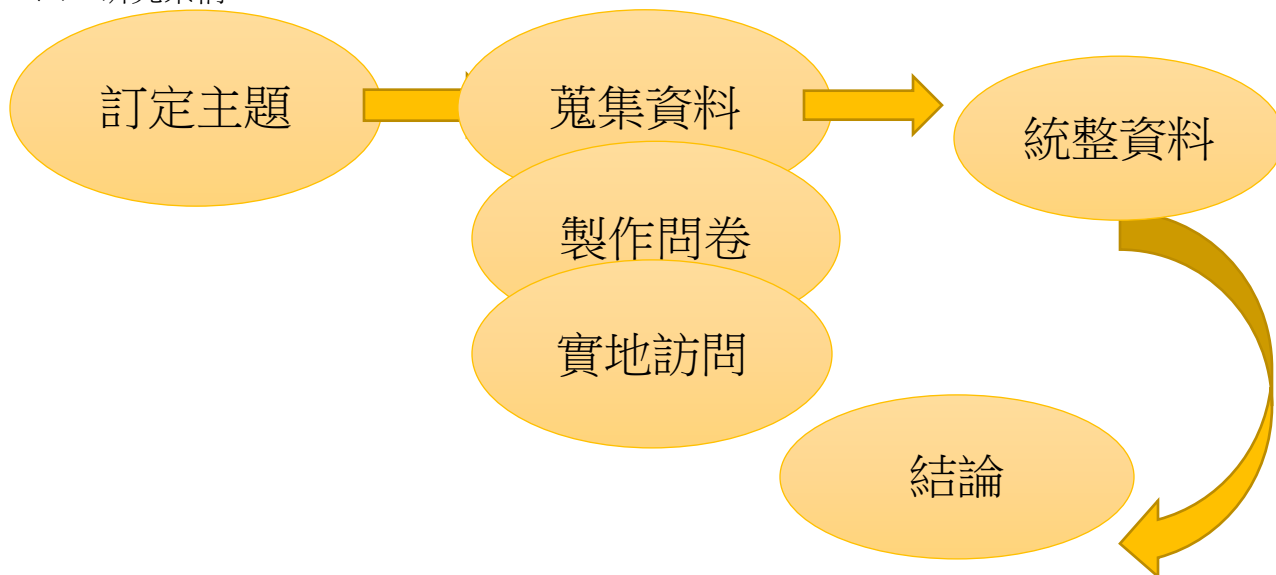 訂定主題
蒐集資料
統整資料
製作問卷
實地訪問
結論